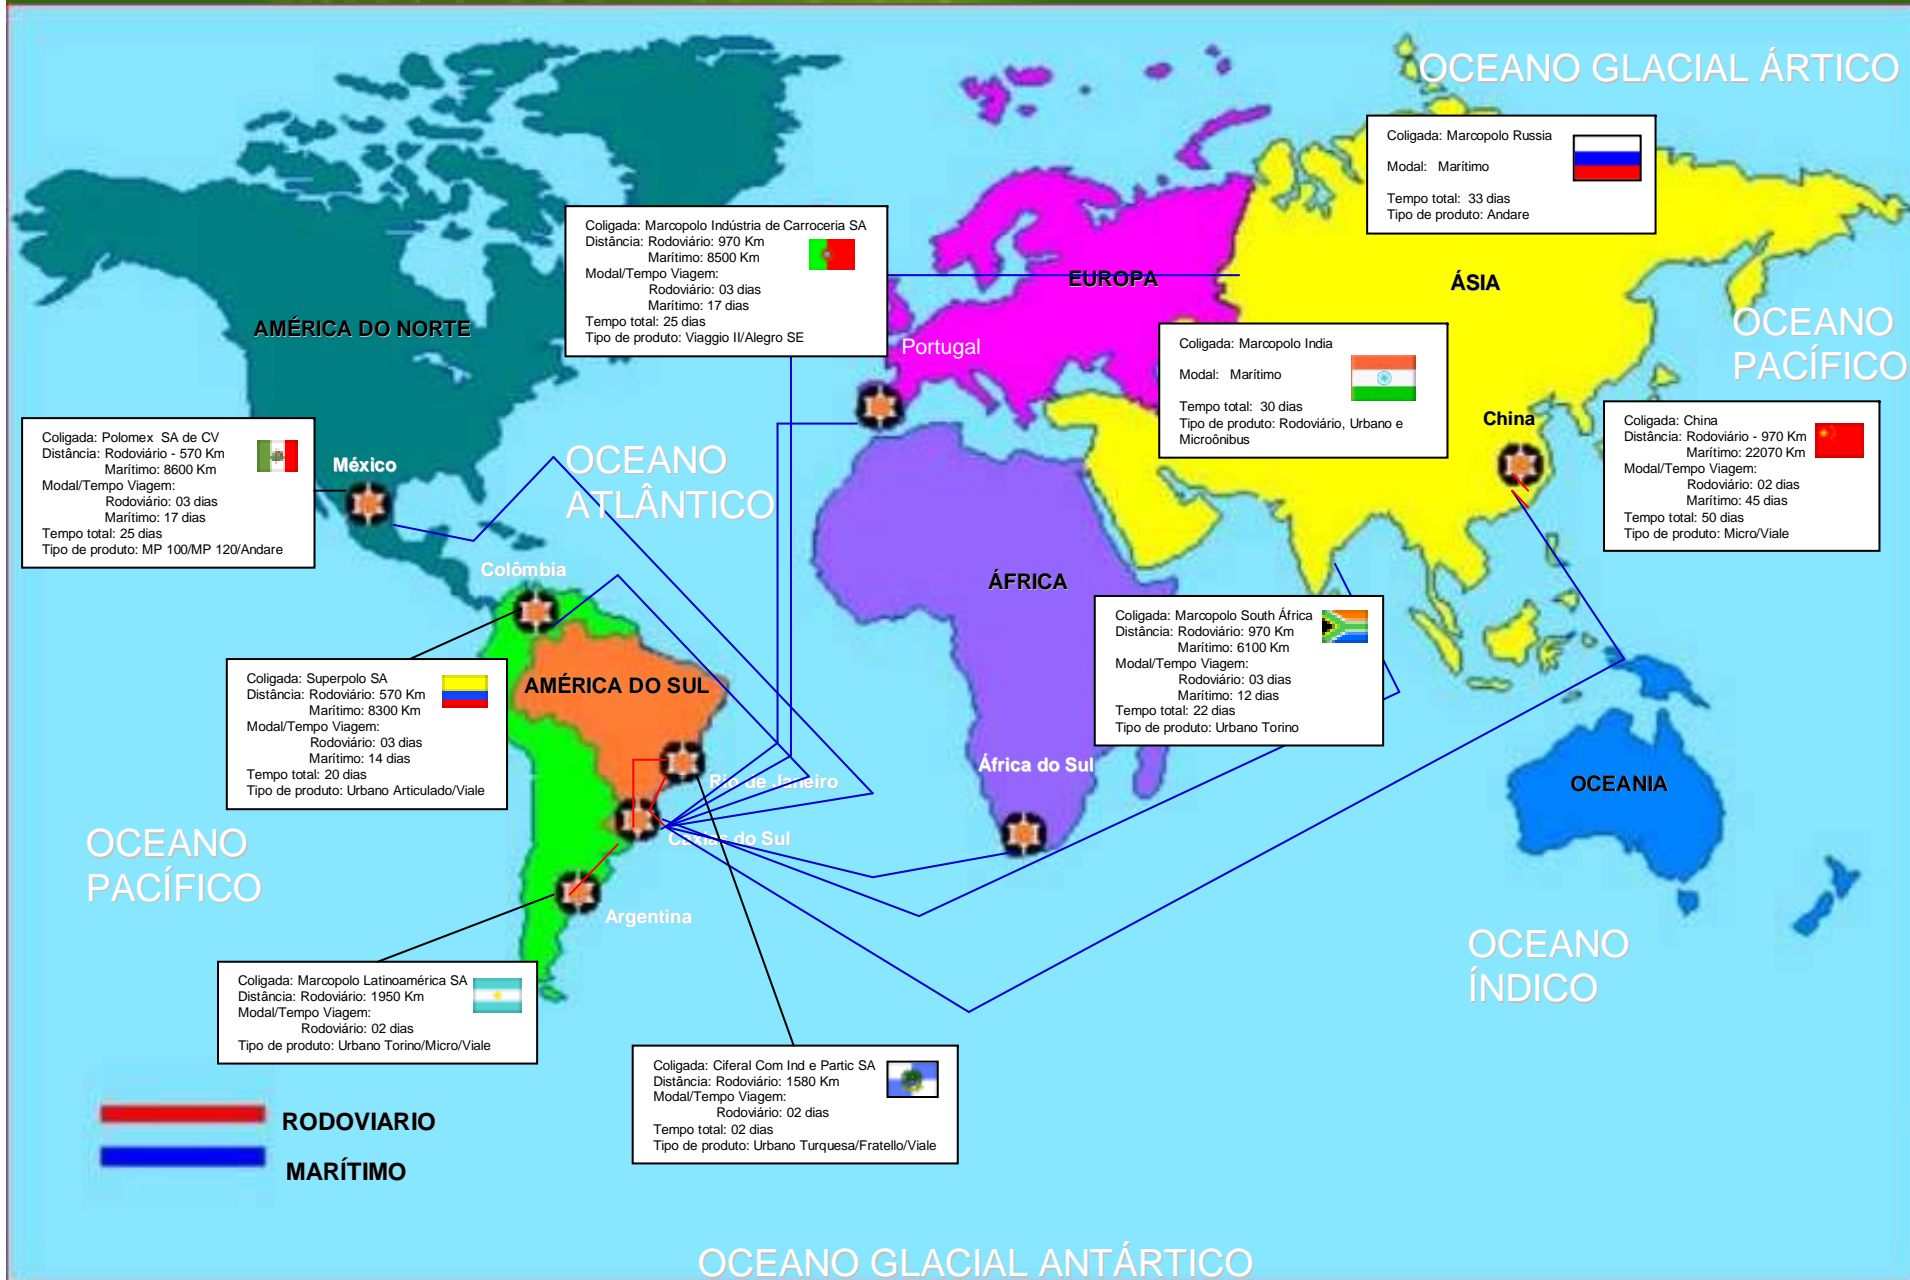 OCEANO GLACIAL ÁRTICO
Coligada: Marcopolo Russia
Modal: Marítimo
Tempo total: 33 dias
Tipo de produto: Andare
Coligada: Marcopolo Indústria de Carroceria SA
Distância: Rodoviário: 970 Km
Marítimo: 8500 Km
Modal/Tempo Viagem:
Rodoviário: 03 dias
Marítimo: 17 dias
Tempo total: 25 dias
Tipo de produto: Viaggio II/Alegro SE
EUROPA
ÁSIA
AMÉRICA DO NORTE
OCEANO
PACÍFICO
Portugal
Coligada: Marcopolo India
Modal: Marítimo
Tempo total: 30 dias
Tipo de produto: Rodoviário, Urbano e
Microônibus
China
Coligada: China
Distância: Rodoviário - 970 Km
Marítimo: 22070 Km
Modal/Tempo Viagem:
Rodoviário: 02 dias
Marítimo: 45 dias
Tempo total: 50 dias
Tipo de produto: Micro/Viale
Coligada: Polomex SA de CV
Distância: Rodoviário - 570 Km
Marítimo: 8600 Km
Modal/Tempo Viagem:
Rodoviário: 03 dias
Marítimo: 17 dias
Tempo total: 25 dias
Tipo de produto: MP 100/MP 120/Andare
México
OCEANO
ATLÂNTICO
Colômbia
ÁFRICA
Coligada: Marcopolo South África
Distância: Rodoviário: 970 Km
Marítimo: 6100 Km
Modal/Tempo Viagem:
Rodoviário: 03 dias
Marítimo: 12 dias
Tempo total: 22 dias
Tipo de produto: Urbano Torino
Coligada: Superpolo SA
Distância: Rodoviário: 570 Km
Marítimo: 8300 Km
Modal/Tempo Viagem:
Rodoviário: 03 dias
Marítimo: 14 dias
Tempo total: 20 dias
Tipo de produto: Urbano Articulado/Viale
AMÉRICA DO SUL
África do Sul
Rio de Janeiro
OCEANIA
Caxias do Sul
OCEANO
PACÍFICO
Argentina
OCEANO
ÍNDICO
Coligada: Marcopolo Latinoamérica SA
Distância: Rodoviário: 1950 Km
Modal/Tempo Viagem:
Rodoviário: 02 dias
Tipo de produto: Urbano Torino/Micro/Viale
Coligada: Ciferal Com Ind e Partic SA
Distância: Rodoviário: 1580 Km
Modal/Tempo Viagem:
Rodoviário: 02 dias
Tempo total: 02 dias
Tipo de produto: Urbano Turquesa/Fratello/Viale
RODOVIARIO
MARÍTIMO
OCEANO GLACIAL ANTÁRTICO